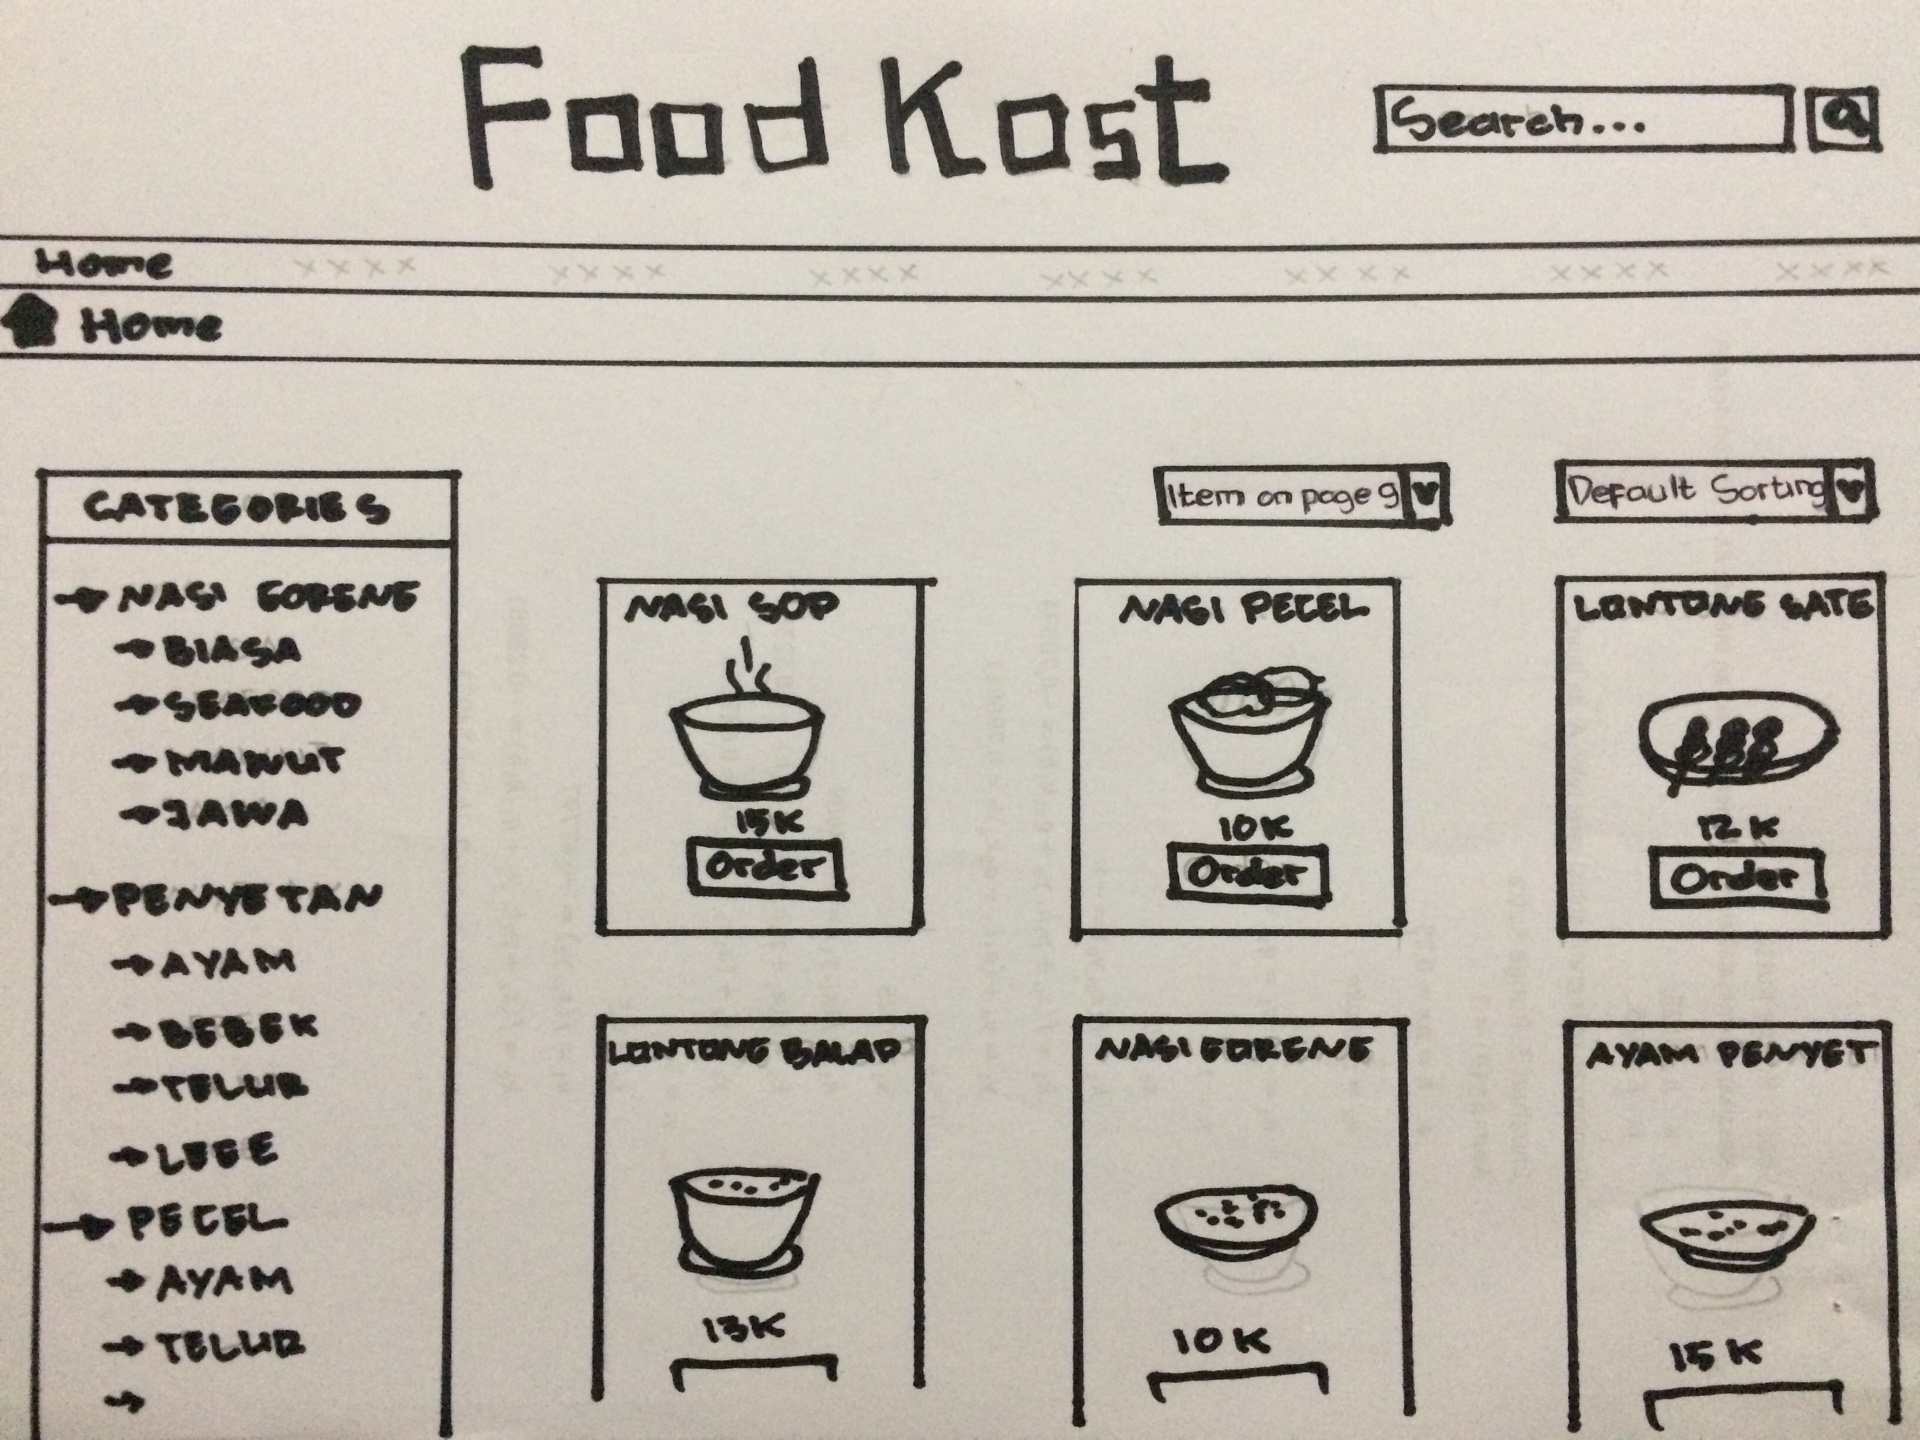 Food Kost
Search...
Home xxxx xxxx xxxx xxxx xxxx xxxx xxxx
Home
Item on page 9
Default Sorting
CATEGORIES
NASI GORENG
BIASA
SEAFOOD
MAWUT
JAWA
PENYETAN
AYAM
BEBEK
TELUR
LELE
PECEL
AYAM
TELUR
NASI SOP
15K
Order
NASI PECEL
10K
Order
LONTONG SATE
12K
Order
LONTONG BALAP
13K
NASI GORENG
10K
AYAM PENYET
15K